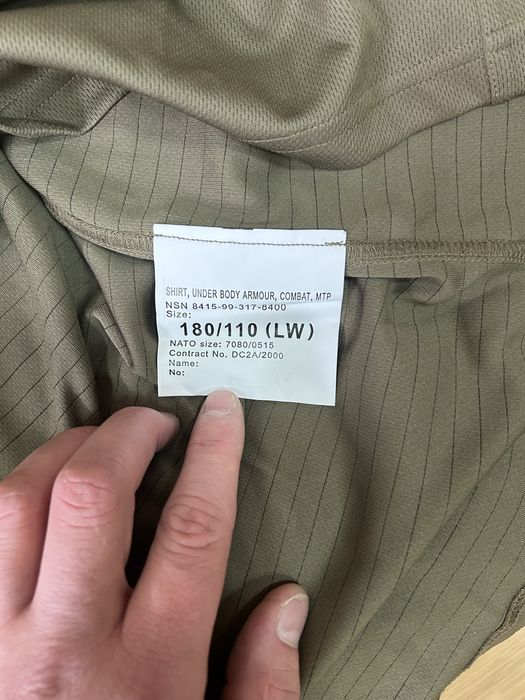 SHIRT, UNDER BODY ARMOUR, COMBAT, MTP
NSN 8415-99-317-8400
Size:
180/110 (LW)
NATO size: 7080/0515
Contract No. DC2A/2000
Name:
No: